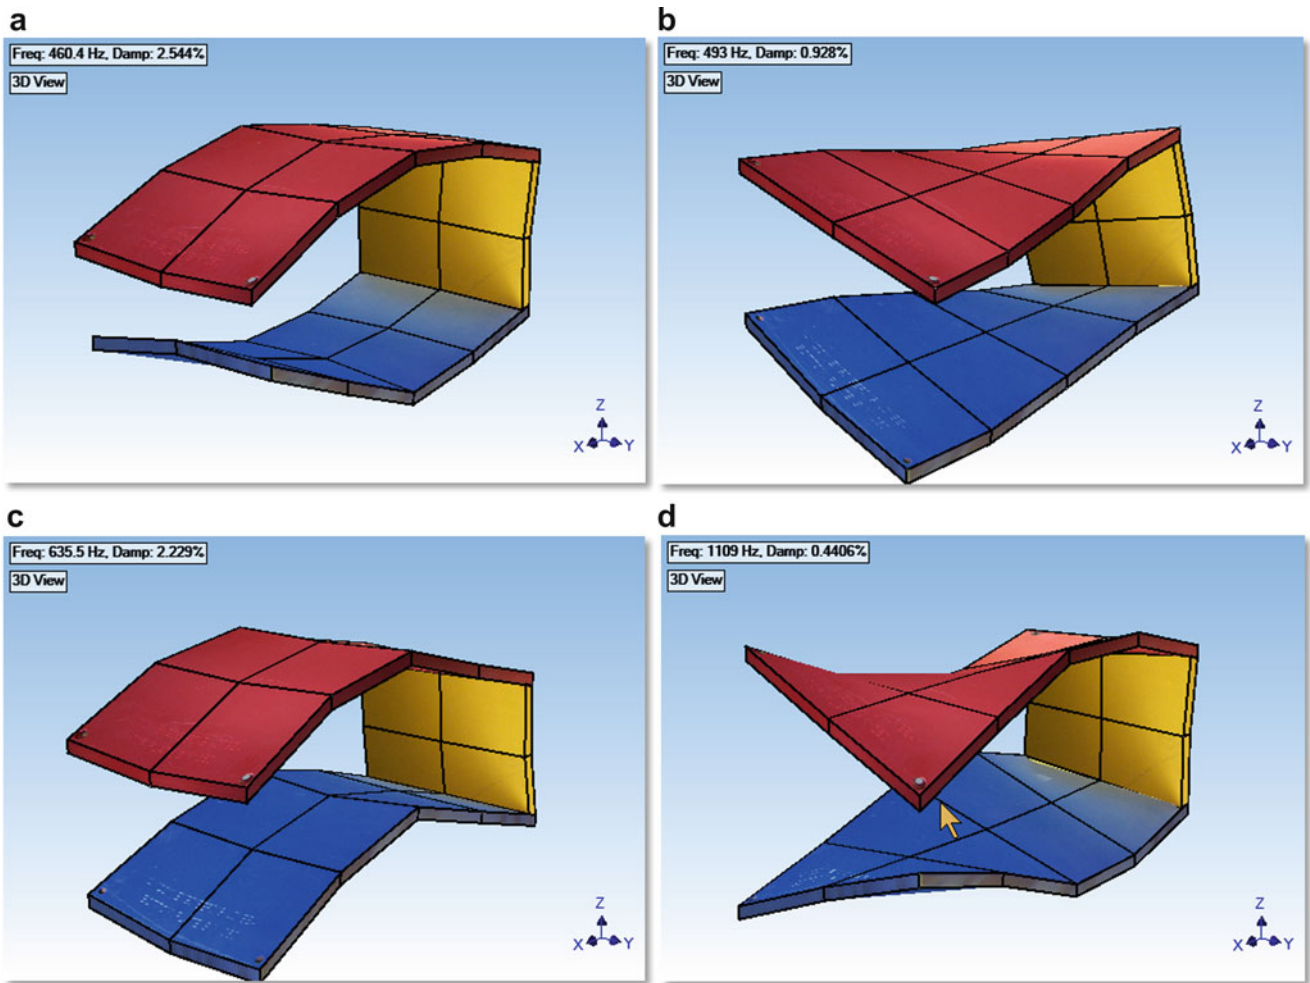 a
Freq: 460.4 Hz, Damp: 2.544%
3D View
Z
X Y
b
Freq: 493 Hz, Damp: 0.928%
3D View
Z
X Y
c
Freq: 635.5 Hz, Damp: 2.229%
3D View
Z
X Y
d
Freq: 1109 Hz, Damp: 0.4406%
3D View
Z
X Y